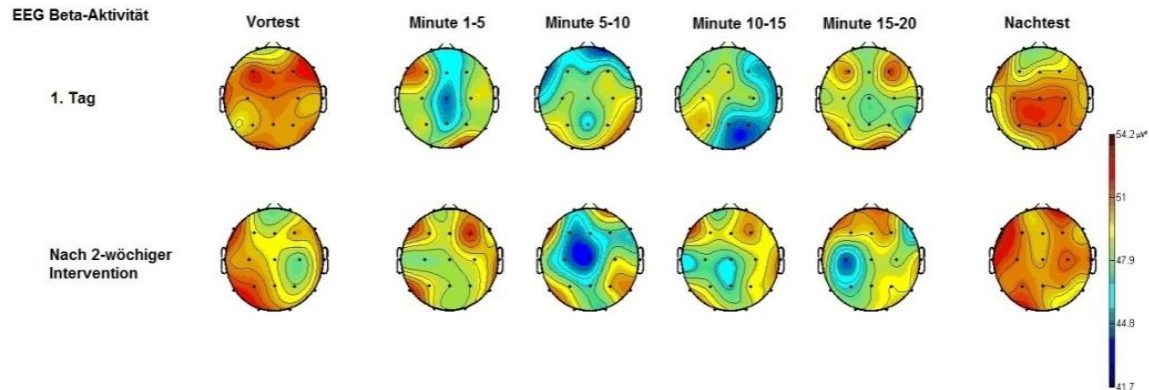 EEG Beta-Aktivität
Vortest
Minute 1-5
Minute 5-10
Minute 10-15
Minute 15-20
Nachtest
1. Tag
Nach 2-wöchiger
Intervention
54.2 µV²
51
47.9
44.8
41.7